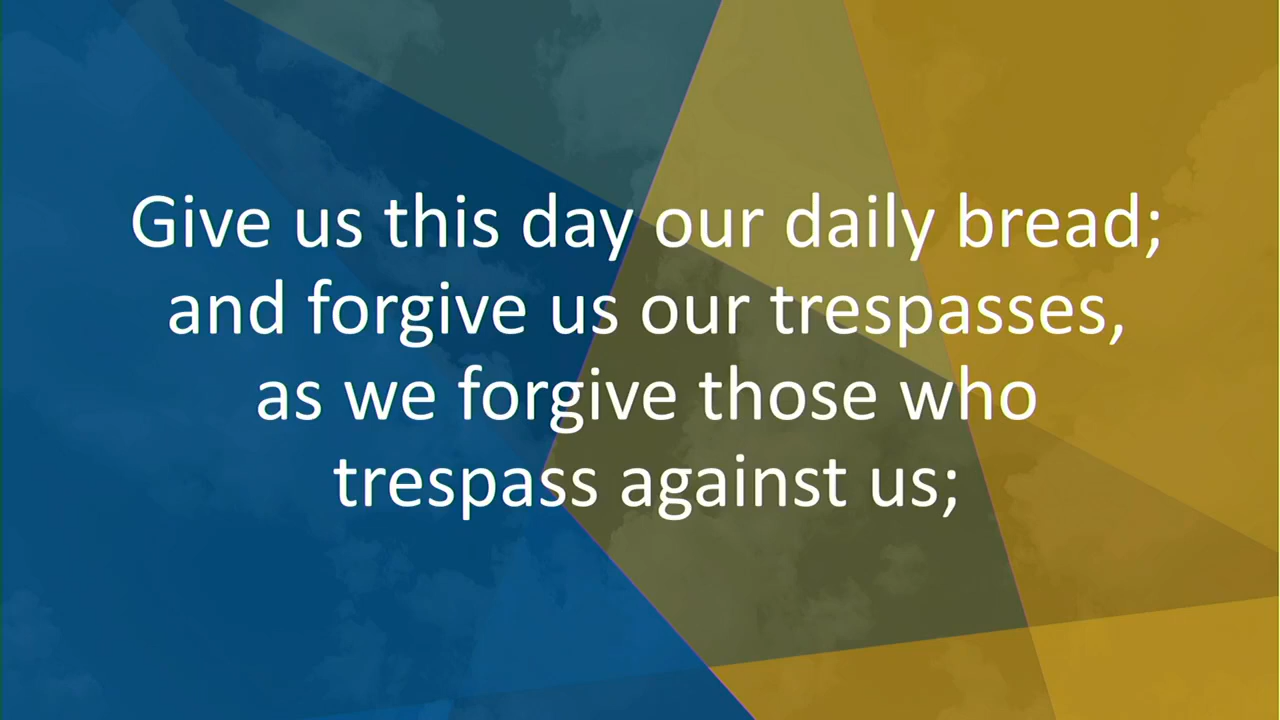 Give us this day our daily bread;
and forgive us our trespasses,
as we forgive those who
trespass against us;